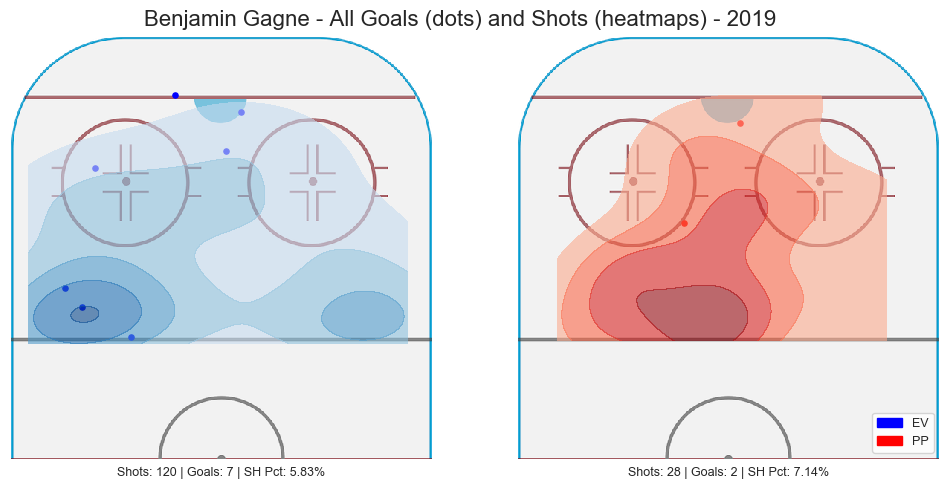 Benjamin Gagne - All Goals (dots) and Shots (heatmaps) - 2019
EV
PP
Shots: 120 | Goals: 7 | SH Pct: 5.83%
Shots: 28 | Goals: 2 | SH Pct: 7.14%